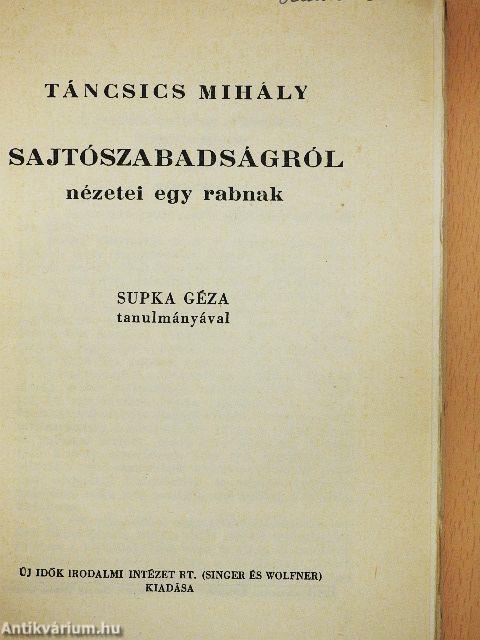 TÁNCSICS MIHÁLY
SAJTÓSZABADSÁGRÓL
nézetei egy rabnak
SUPKA GÉZA
tanulmányával
ÚJ IDŐK IRODALMI INTÉZET RT. (SINGER ÉS WOLFNER)
KIADÁSA
Antikvárium.hu